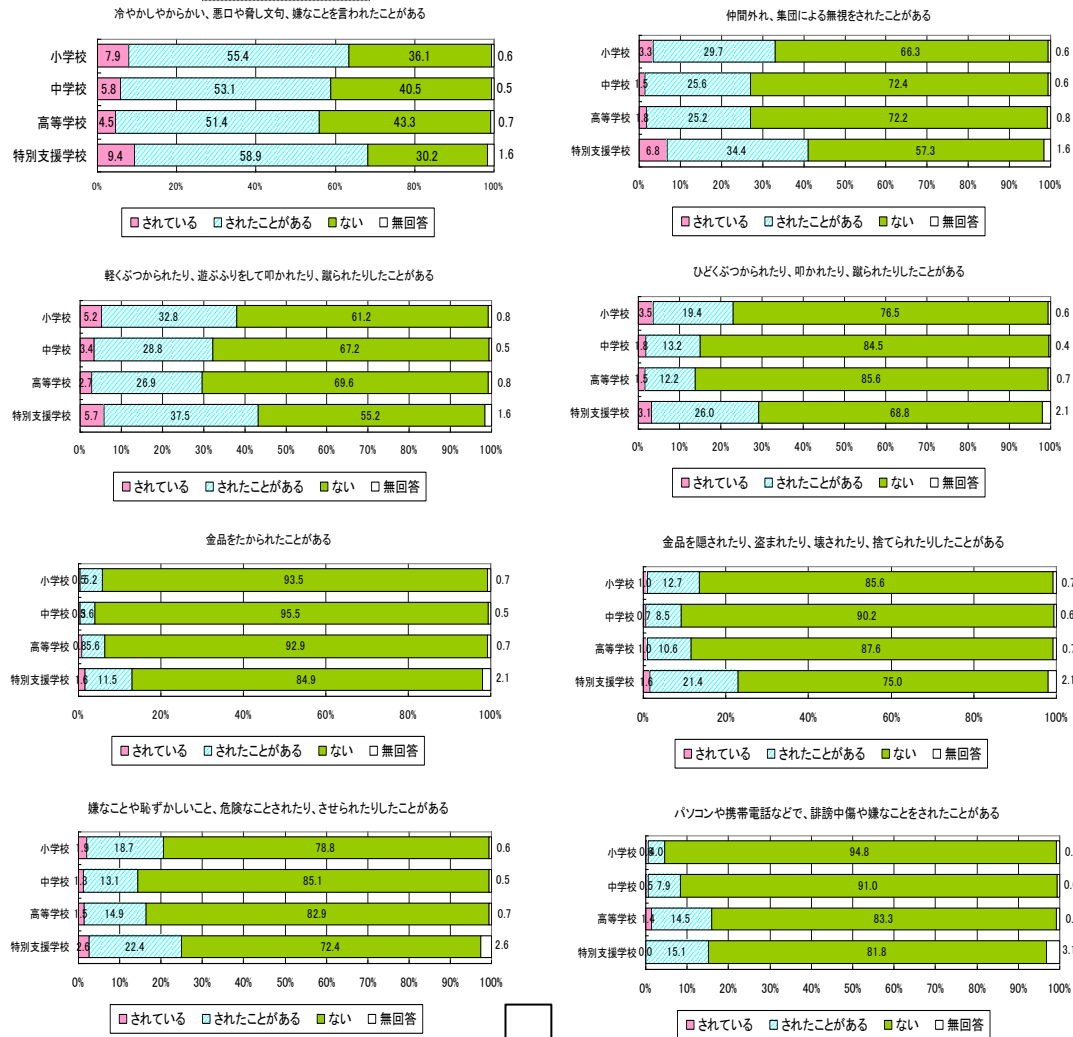 冷やかしやからかい、悪口や脅し文句、嫌なことを言われたことがある
小学校 7.9 55.4 36.1 0.6
中学校 5.8 53.1 40.5 0.5
高等学校 4.5 51.4 43.3 0.7
特別支援学校 9.4 58.9 30.2 1.6
0% 20% 40% 60% 80% 100%
されている されたことがある ない 無回答
仲間外れ、集団による無視をされたことがある
小学校 3.3 29.7 66.3 0.6
中学校 1.5 25.6 72.4 0.6
高等学校 1.8 25.2 72.2 0.8
特別支援学校 6.8 34.4 57.3 1.6
0% 10% 20% 30% 40% 50% 60% 70% 80% 90% 100%
されている されたことがある ない 無回答
軽くぶつかられたり、遊ぶふりをして叩かれたり、蹴られたりしたことがある
小学校 5.2 32.8 61.2 0.8
中学校 3.4 28.8 67.2 0.5
高等学校 2.7 26.9 69.6 0.8
特別支援学校 5.7 37.5 55.2 1.6
0% 10% 20% 30% 40% 50% 60% 70% 80% 90% 100%
されている されたことがある ない 無回答
ひどくぶつかられたり、叩かれたり、蹴られたりしたことがある
小学校 3.5 19.4 76.5 0.6
中学校 1.8 13.2 84.5 0.4
高等学校 1.5 12.2 85.6 0.7
特別支援学校 3.1 26.0 68.8 2.1
0% 10% 20% 30% 40% 50% 60% 70% 80% 90% 100%
されている されたことがある ない 無回答
金品をたかられたことがある
小学校 5.2 93.5 0.7
中学校 3.6 95.5 0.5
高等学校 0.8 5.6 92.9 0.7
特別支援学校 1.6 11.5 84.9 2.1
0% 20% 40% 60% 80% 100%
されている されたことがある ない 無回答
金品を隠されたり、盗まれたり、壊されたり、捨てられたりしたことがある
小学校 1.0 12.7 85.6 0.7
中学校 0.7 8.5 90.2 0.6
高等学校 1.0 10.6 87.6 0.7
特別支援学校 1.6 21.4 75.0 2.1
0% 20% 40% 60% 80% 100%
されている されたことがある ない 無回答
嫌なことや恥ずかしいこと、危険なことされたり、させられたりしたことがある
小学校 1.9 18.7 78.8 0.6
中学校 1.3 13.1 85.1 0.5
高等学校 1.5 14.9 82.9 0.7
特別支援学校 2.6 22.4 72.4 2.6
0% 10% 20% 30% 40% 50% 60% 70% 80% 90% 100%
されている されたことがある ない 無回答
パソコンや携帯電話などで、誹謗中傷や嫌なことをされたことがある
小学校 4.0 94.8
中学校 0.5 7.9 91.0
高等学校 1.4 14.5 83.3
特別支援学校 0.0 15.1 81.8 3.1
0% 10% 20% 30% 40% 50% 60% 70% 80% 90% 100%
されている されたことがある ない 無回答